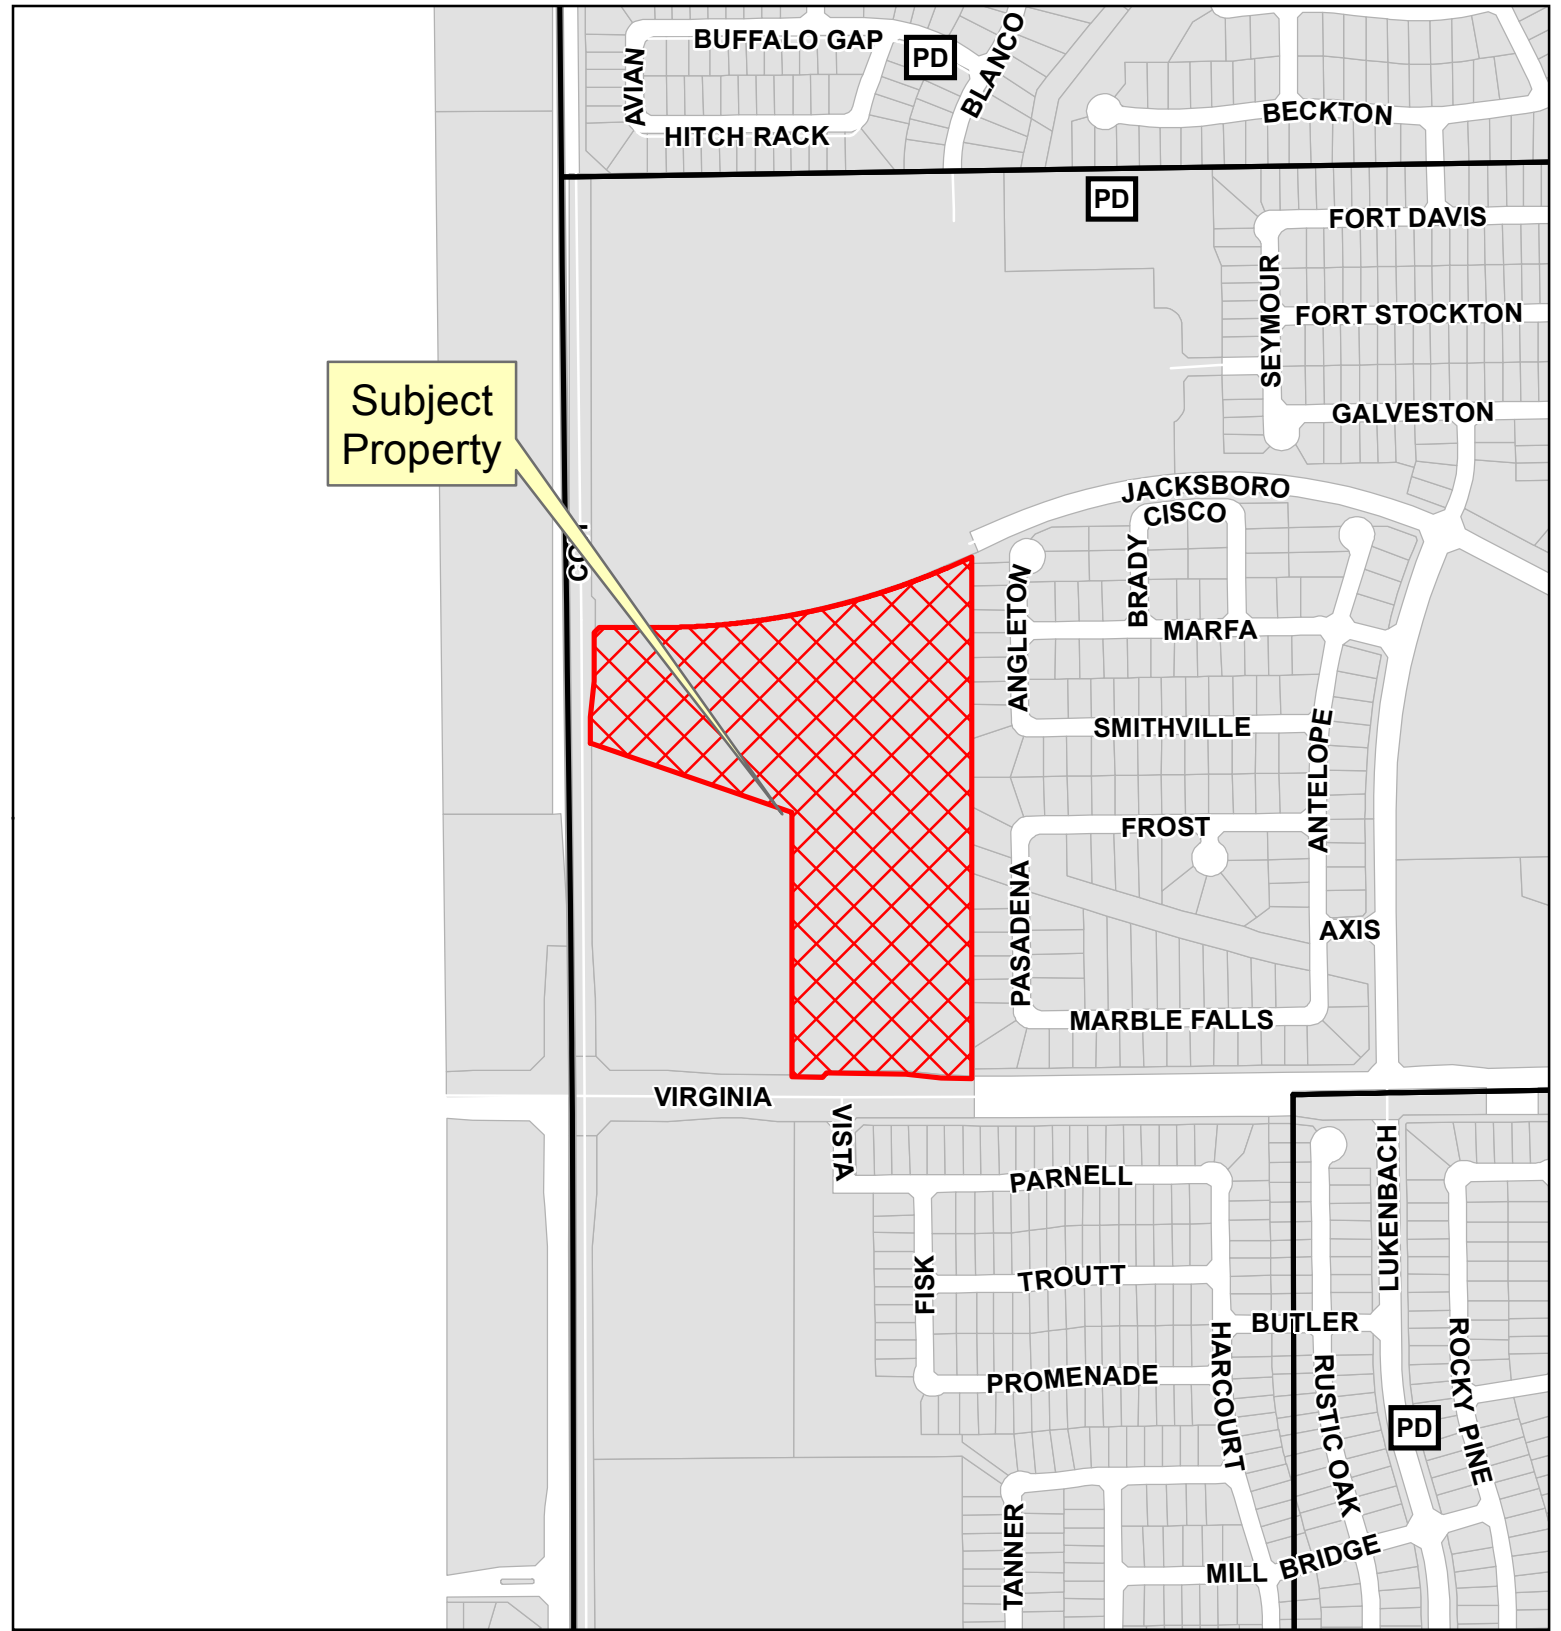 BUFFALO GAP
PD
BLANCO
AVIAN
HITCH RACK
BECKTON
PD
FORT DAVIS
SEYMOUR
FORT STOCKTON
GALVESTON
Subject
Property
JACKSBORO
CISCO
BRADY
ANGLETON
MARFA
SMITHVILLE
ANTELOPE
FROST
PASADENA
AXIS
MARBLE FALLS
VIRGINIA
VISTA
PARNELL
LUKENBACH
FISK
TROUTT
BUTLER
HARCOURT
RUSTIC OAK
ROCKY PINE
PROMENADE
PD
TANNER
MILL BRIDGE